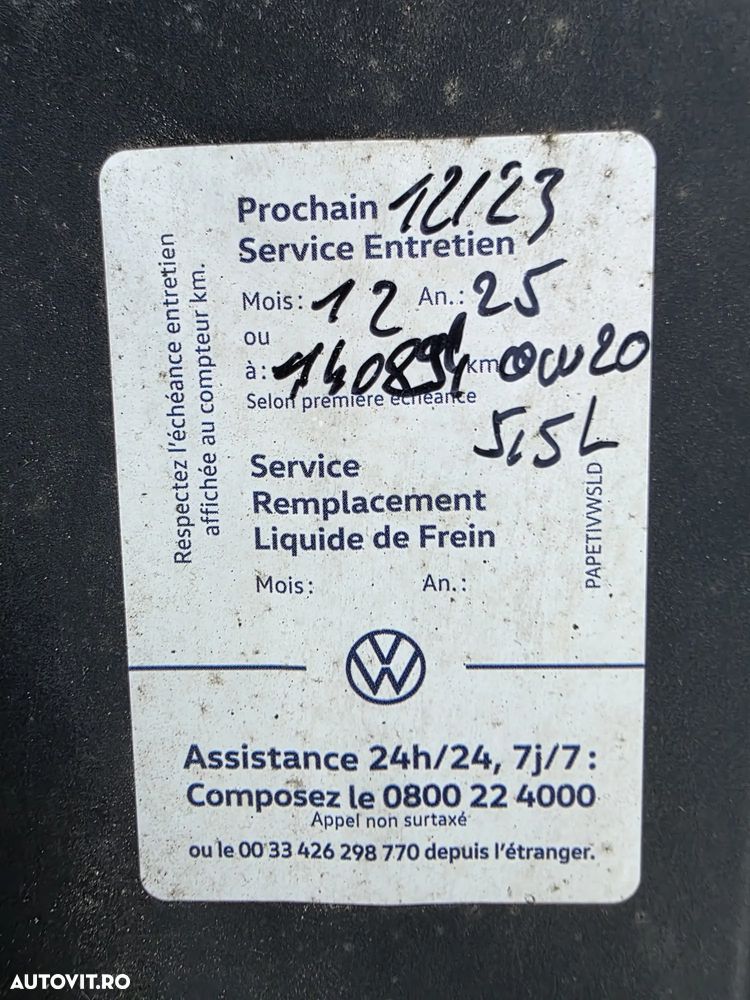 Prochain 12/23
Service Entretien
Mois: 12 An.: 25
ou
à: km 0W20
Selon première échéance
5,5L
Service
Remplacement
Liquide de Frein
Mois: An.:
Respectez l'échéance entretien
affichée au compteur km.
PAPETIVWSLD
Assistance 24h/24, 7j/7 :
Composez le 0800 22 4000
Appel non surtaxé
ou le 00 33 426 298 770 depuis l'étranger.
AUTOVIT.RO